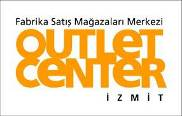 Fabrika Satış Mağazaları Merkezi
OUTLET
CENTER
İZMİT